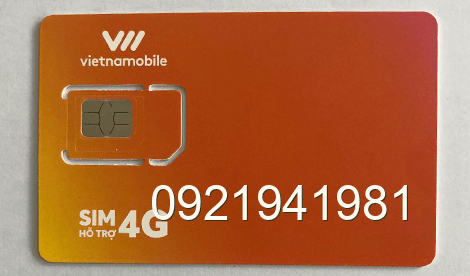 vietnamobile
SIM
HỖ TRỢ
4G
0921941981